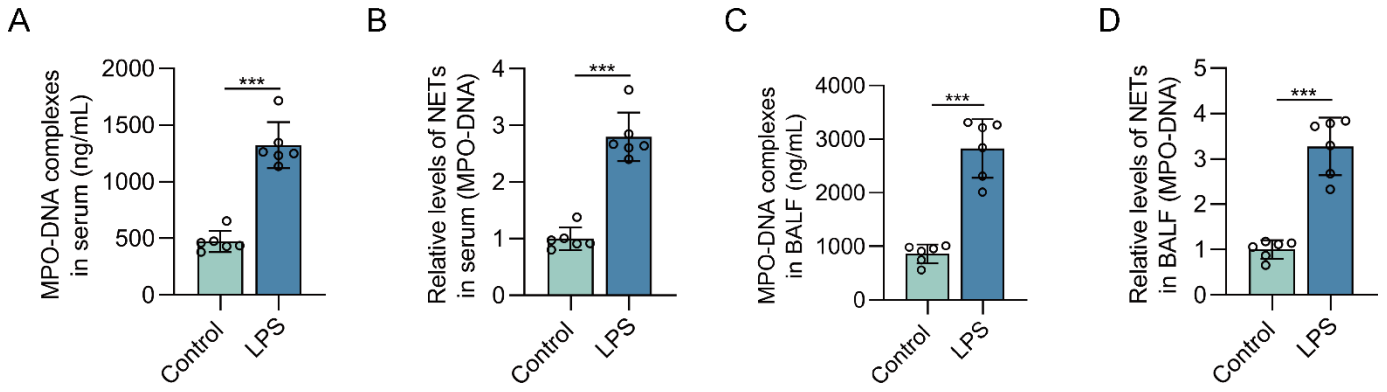 A
MPO-DNA complexes
in serum (ng/mL)
2000
1500
1000
500
0
***
Control
LPS
B
Relative levels of NETs
in serum (MPO-DNA)
4
3
2
1
0
***
Control
LPS
C
MPO-DNA complexes
in BALF (ng/mL)
4000
3000
2000
1000
0
***
Control
LPS
D
Relative levels of NETs
in BALF (MPO-DNA)
5
4
3
2
1
0
***
Control
LPS